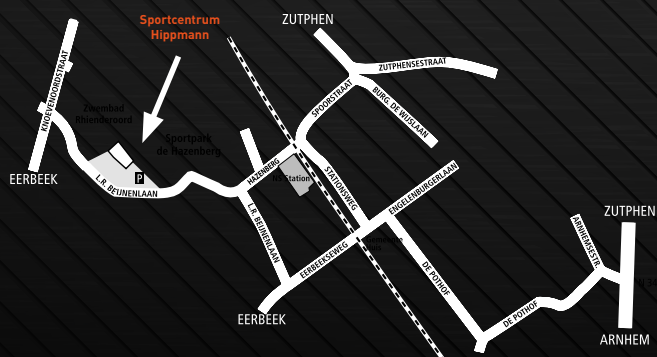 Sportcentrum
Hippmann
ZUTPHEN
ZUTPHENSESTRAAT
KNOEVENOORDSTRAAT
SPOORSTRAAT
BURG. DE WIJSLAAN
Zwembad
Rhienderoord
Sportpark
de Hazenberg
P
EERBEEK
L.R. BEIJNENLAAN
HAZENBERG
NS Station
STATIONSWEG
ENGELENBURGERLAAN
L.R. BEIJNENLAAN
EERBEEKSEWEG
EERBEEK
DE POTHOF
DE POTHOF
ARNHEMSESTR.
ZUTPHEN
ARNHEM